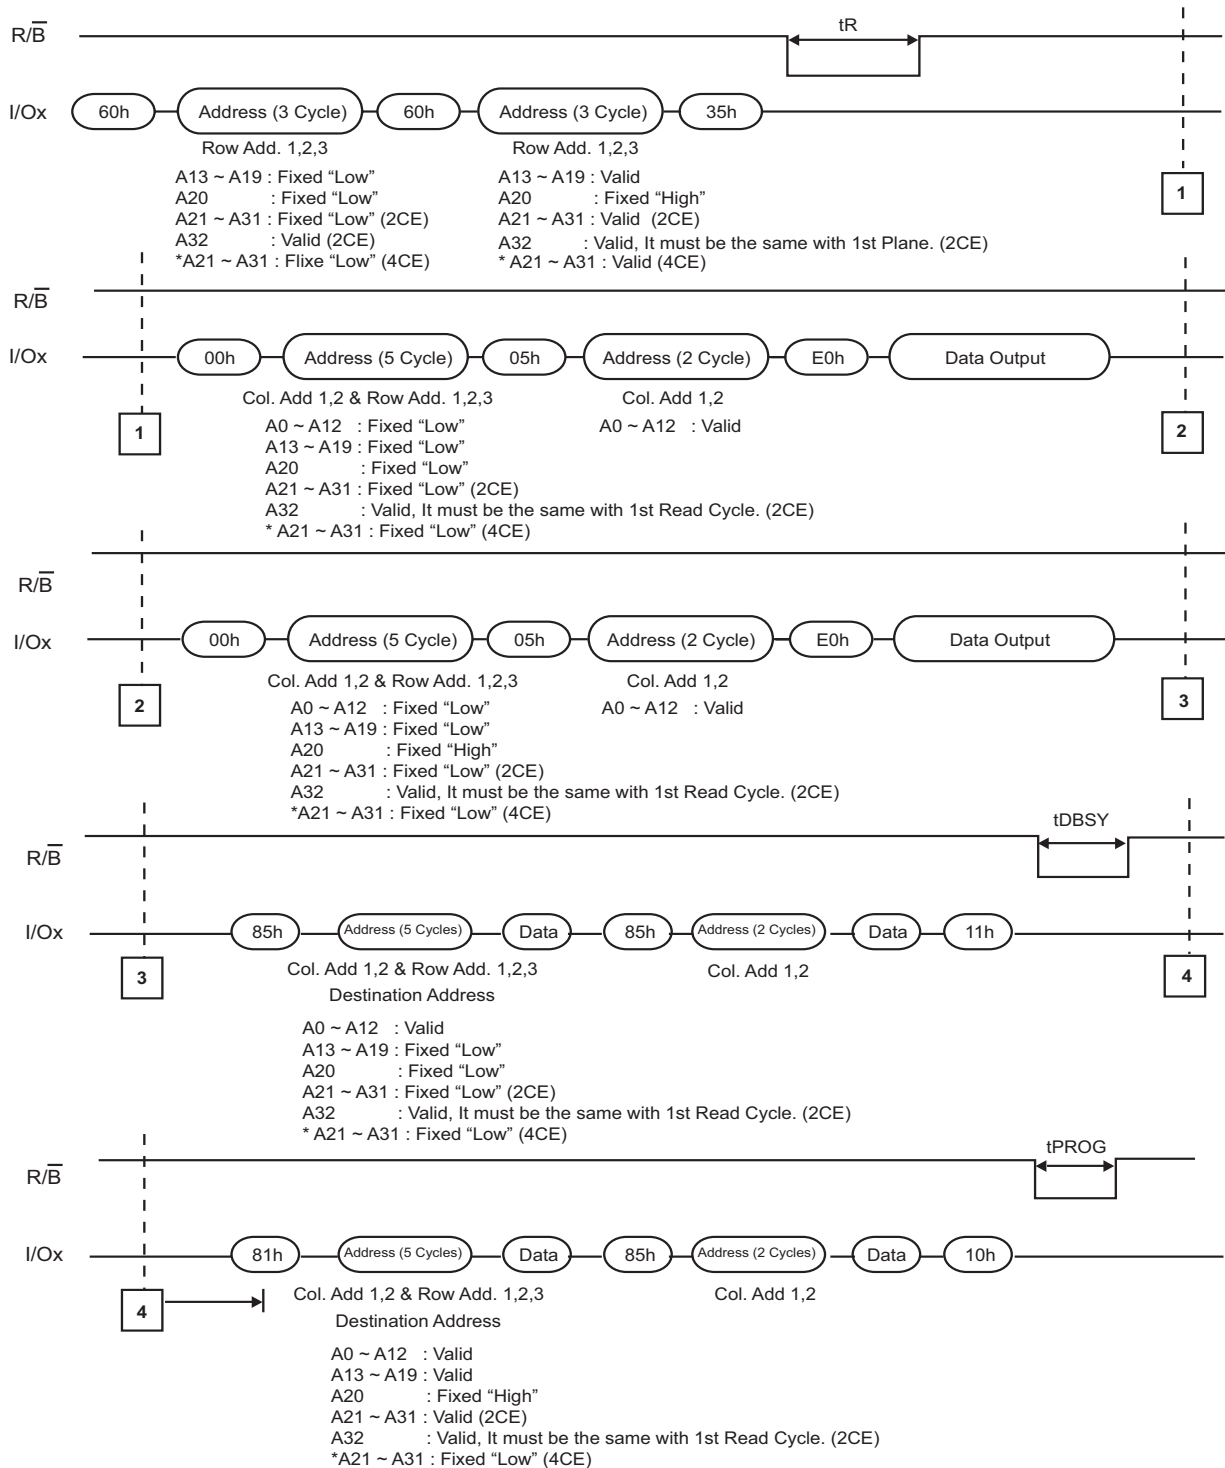 tR
R/B̅
I/Ox 60h Address (3 Cycle) 60h Address (3 Cycle) 35h
Row Add. 1,2,3 Row Add. 1,2,3
A13 ~ A19 : Fixed “Low” A13 ~ A19 : Valid
A20 : Fixed “Low” A20 : Fixed “High”
A21 ~ A31 : Fixed “Low” (2CE) A21 ~ A31 : Valid (2CE)
A32 : Valid (2CE) A32 : Valid, It must be the same with 1st Plane. (2CE)
*A21 ~ A31 : Flixe “Low” (4CE) * A21 ~ A31 : Valid (4CE)
1
R/B̅
I/Ox 00h Address (5 Cycle) 05h Address (2 Cycle) E0h Data Output
Col. Add 1,2 & Row Add. 1,2,3 Col. Add 1,2
A0 ~ A12 : Fixed “Low” A0 ~ A12 : Valid
A13 ~ A19 : Fixed “Low”
A20 : Fixed “Low”
A21 ~ A31 : Fixed “Low” (2CE)
A32 : Valid, It must be the same with 1st Read Cycle. (2CE)
* A21 ~ A31 : Fixed “Low” (4CE)
1 2
R/B̅
I/Ox 00h Address (5 Cycle) 05h Address (2 Cycle) E0h Data Output
Col. Add 1,2 & Row Add. 1,2,3 Col. Add 1,2
A0 ~ A12 : Fixed “Low” A0 ~ A12 : Valid
A13 ~ A19 : Fixed “Low”
A20 : Fixed “High”
A21 ~ A31 : Fixed “Low” (2CE)
A32 : Valid, It must be the same with 1st Read Cycle. (2CE)
*A21 ~ A31 : Fixed “Low” (4CE)
2 3
tDBSY
R/B̅
I/Ox 85h Address (5 Cycles) Data 85h Address (2 Cycles) Data 11h
Col. Add 1,2 & Row Add. 1,2,3 Col. Add 1,2
Destination Address
A0 ~ A12 : Valid
A13 ~ A19 : Fixed “Low”
A20 : Fixed “Low”
A21 ~ A31 : Fixed “Low” (2CE)
A32 : Valid, It must be the same with 1st Read Cycle. (2CE)
* A21 ~ A31 : Fixed “Low” (4CE)
3 4
tPROG
R/B̅
I/Ox 81h Address (5 Cycles) Data 85h Address (2 Cycles) Data 10h
Col. Add 1,2 & Row Add. 1,2,3 Col. Add 1,2
Destination Address
A0 ~ A12 : Valid
A13 ~ A19 : Valid
A20 : Fixed “High”
A21 ~ A31 : Valid (2CE)
A32 : Valid, It must be the same with 1st Read Cycle. (2CE)
*A21 ~ A31 : Fixed “Low” (4CE)
4